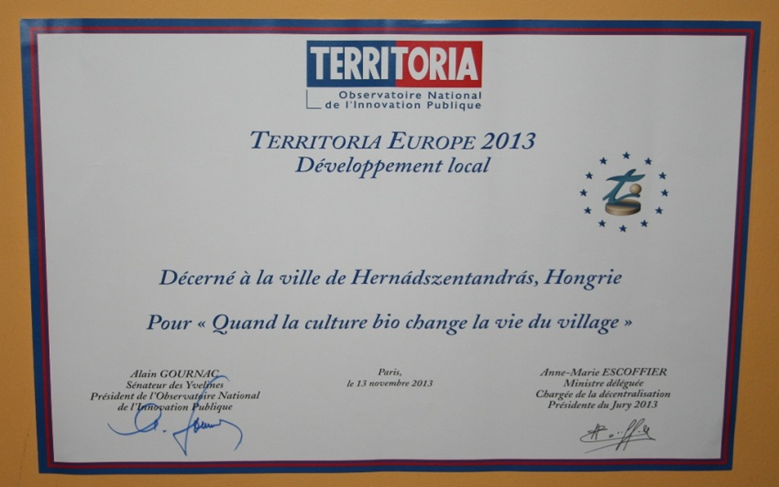 TERRITORIA
Observatoire National
de l'Innovation Publique
TERRITORIA EUROPE 2013
Développement local
Décerné à la ville de Hernádszentandrás, Hongrie
Pour « Quand la culture bio change la vie du village »
Alain GOURNAC
Sénateur des Yvelines
Président de l'Observatoire National
de l'Innovation Publique
Paris,
le 13 novembre 2013
Anne-Marie ESCOFFIER
Ministre déléguée
Chargée de la décentralisation
Présidente du Jury 2013